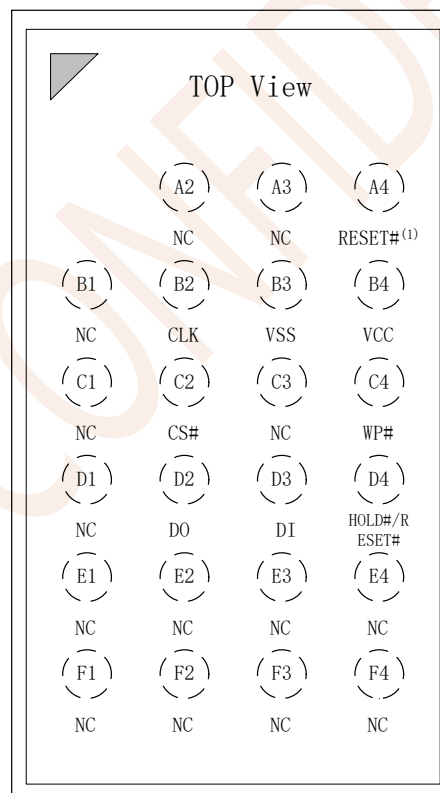 TOP View
A2 A3 A4
NC NC RESET#(1)
B1 B2 B3 B4
NC CLK VSS VCC
C1 C2 C3 C4
NC CS# NC WP#
D1 D2 D3 D4
NC DO DI HOLD#/R
ESET#
E1 E2 E3 E4
NC NC NC NC
F1 F2 F3 F4
NC NC NC NC